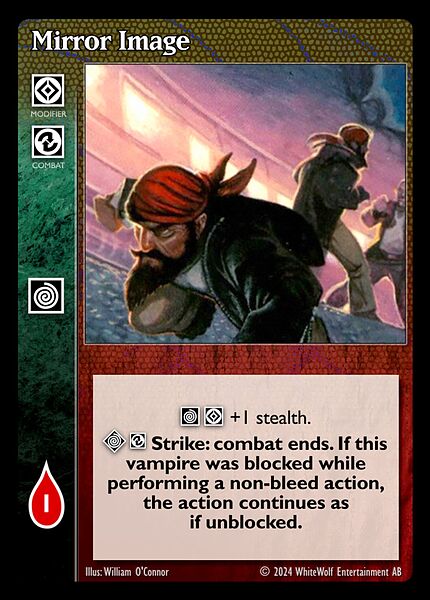 Mirror Image
MODIFIER
COMBAT
+1 stealth.
Strike: combat ends. If this
vampire was blocked while
performing a non-bleed action,
the action continues as
if unblocked.
1
Illus: William O'Connor © 2024 WhiteWolf Entertainment AB